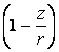 (1 - z/r)